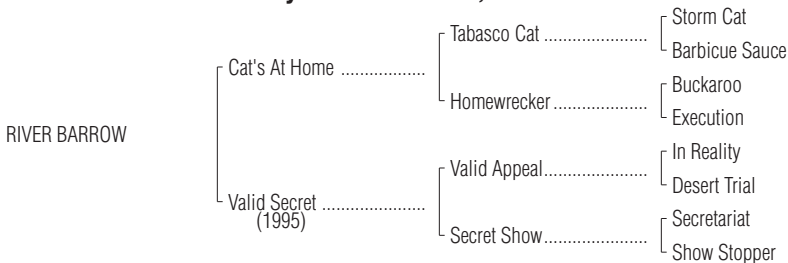 Storm Cat
Tabasco Cat ........................
Barbicue Sauce
Cat's At Home ...................
Buckaroo
Homewrecker .....................
Execution
RIVER BARROW
In Reality
Valid Appeal.......................
Desert Trial
Valid Secret .......................
(1995)
Secretariat
Secret Show.......................
Show Stopper